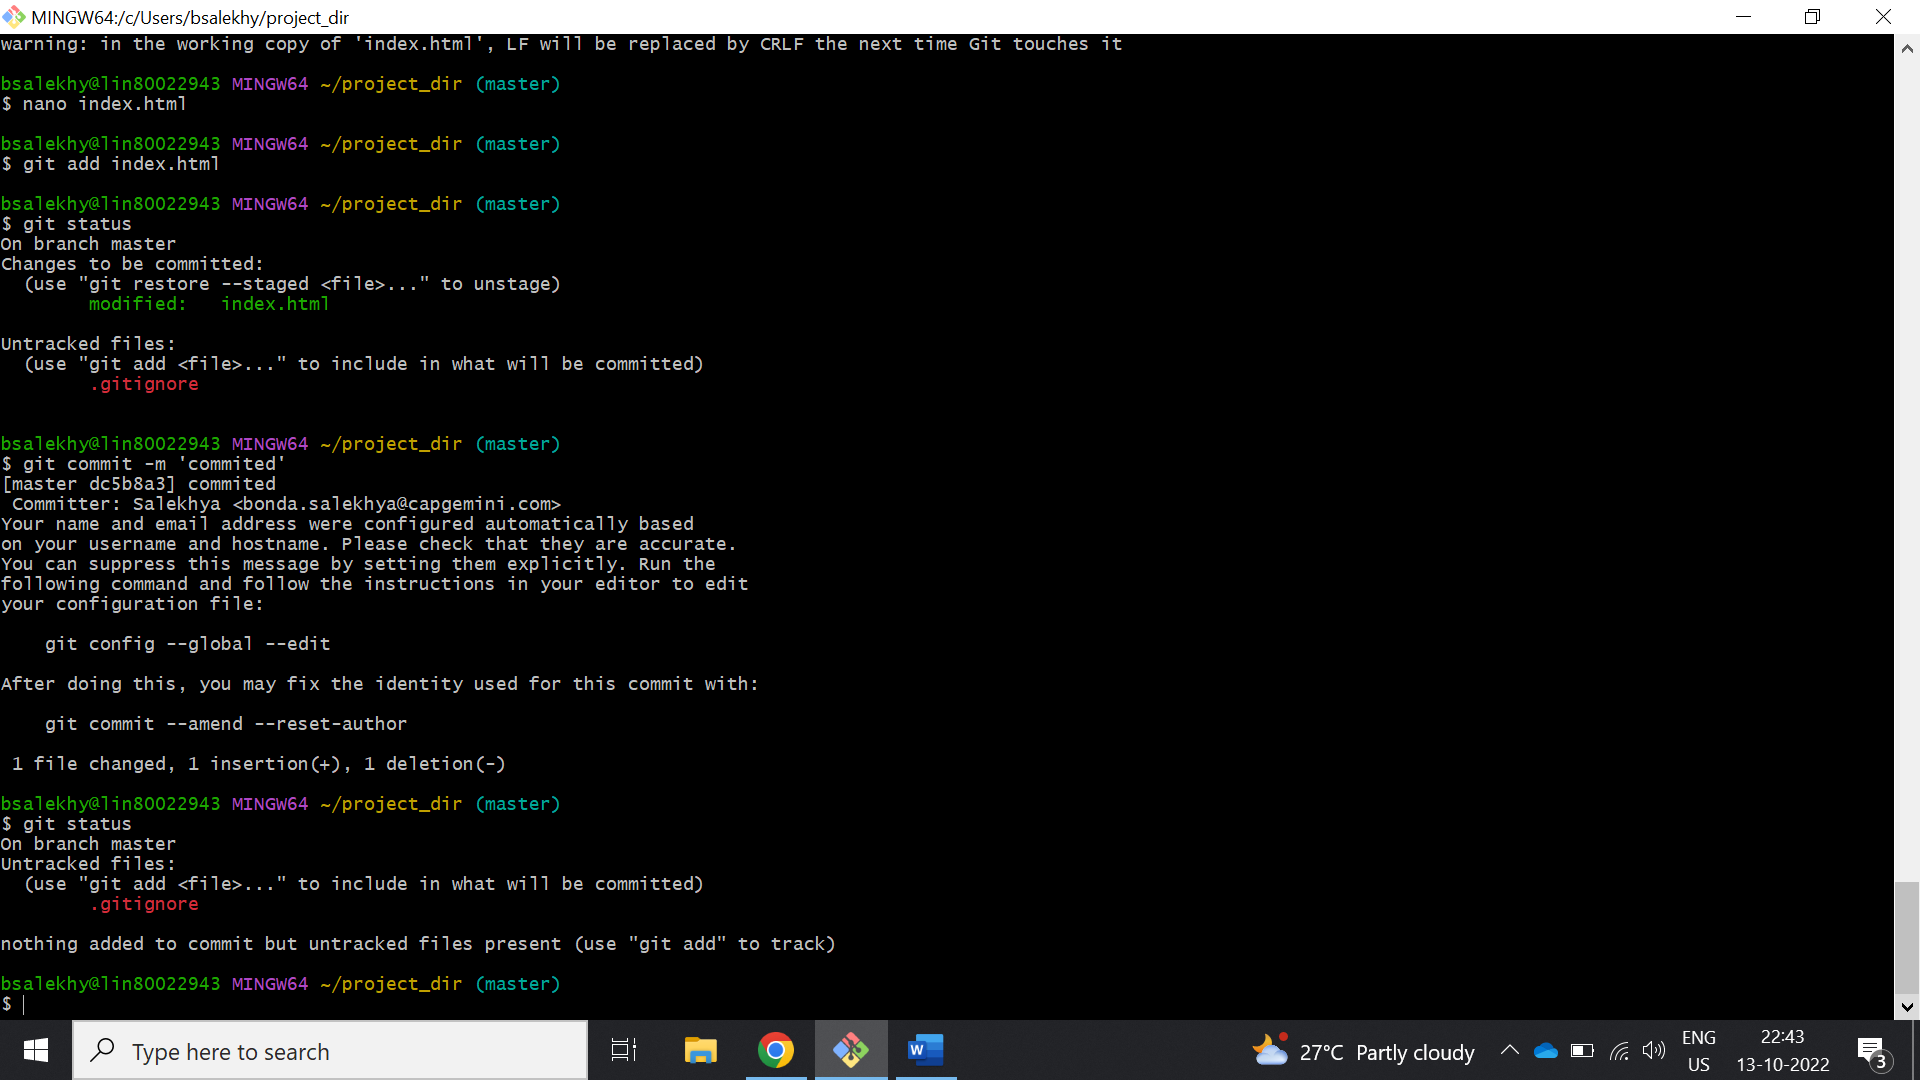 MINGW64:/c/Users/bsalekhy/project_dir
warning: in the working copy of 'index.html', LF will be replaced by CRLF the next time Git touches it
bsalekhy@lin80022943 MINGW64 ~/project_dir (master)
$ nano index.html
bsalekhy@lin80022943 MINGW64 ~/project_dir (master)
$ git add index.html
bsalekhy@lin80022943 MINGW64 ~/project_dir (master)
$ git status
On branch master
Changes to be committed:
  (use "git restore --staged <file>..." to unstage)
        modified:   index.html
Untracked files:
  (use "git add <file>..." to include in what will be committed)
        .gitignore
bsalekhy@lin80022943 MINGW64 ~/project_dir (master)
$ git commit -m 'commited'
[master dc5b8a3] commited
 Committer: Salekhya <bonda.salekhya@capgemini.com>
Your name and email address were configured automatically based
on your username and hostname. Please check that they are accurate.
You can suppress this message by setting them explicitly. Run the
following command and follow the instructions in your editor to edit
your configuration file:
    git config --global --edit
After doing this, you may fix the identity used for this commit with:
    git commit --amend --reset-author
 1 file changed, 1 insertion(+), 1 deletion(-)
bsalekhy@lin80022943 MINGW64 ~/project_dir (master)
$ git status
On branch master
Untracked files:
  (use "git add <file>..." to include in what will be committed)
        .gitignore
nothing added to commit but untracked files present (use "git add" to track)
bsalekhy@lin80022943 MINGW64 ~/project_dir (master)
$
Type here to search
W
27°C Partly cloudy
ENG
US
22:43
13-10-2022
3